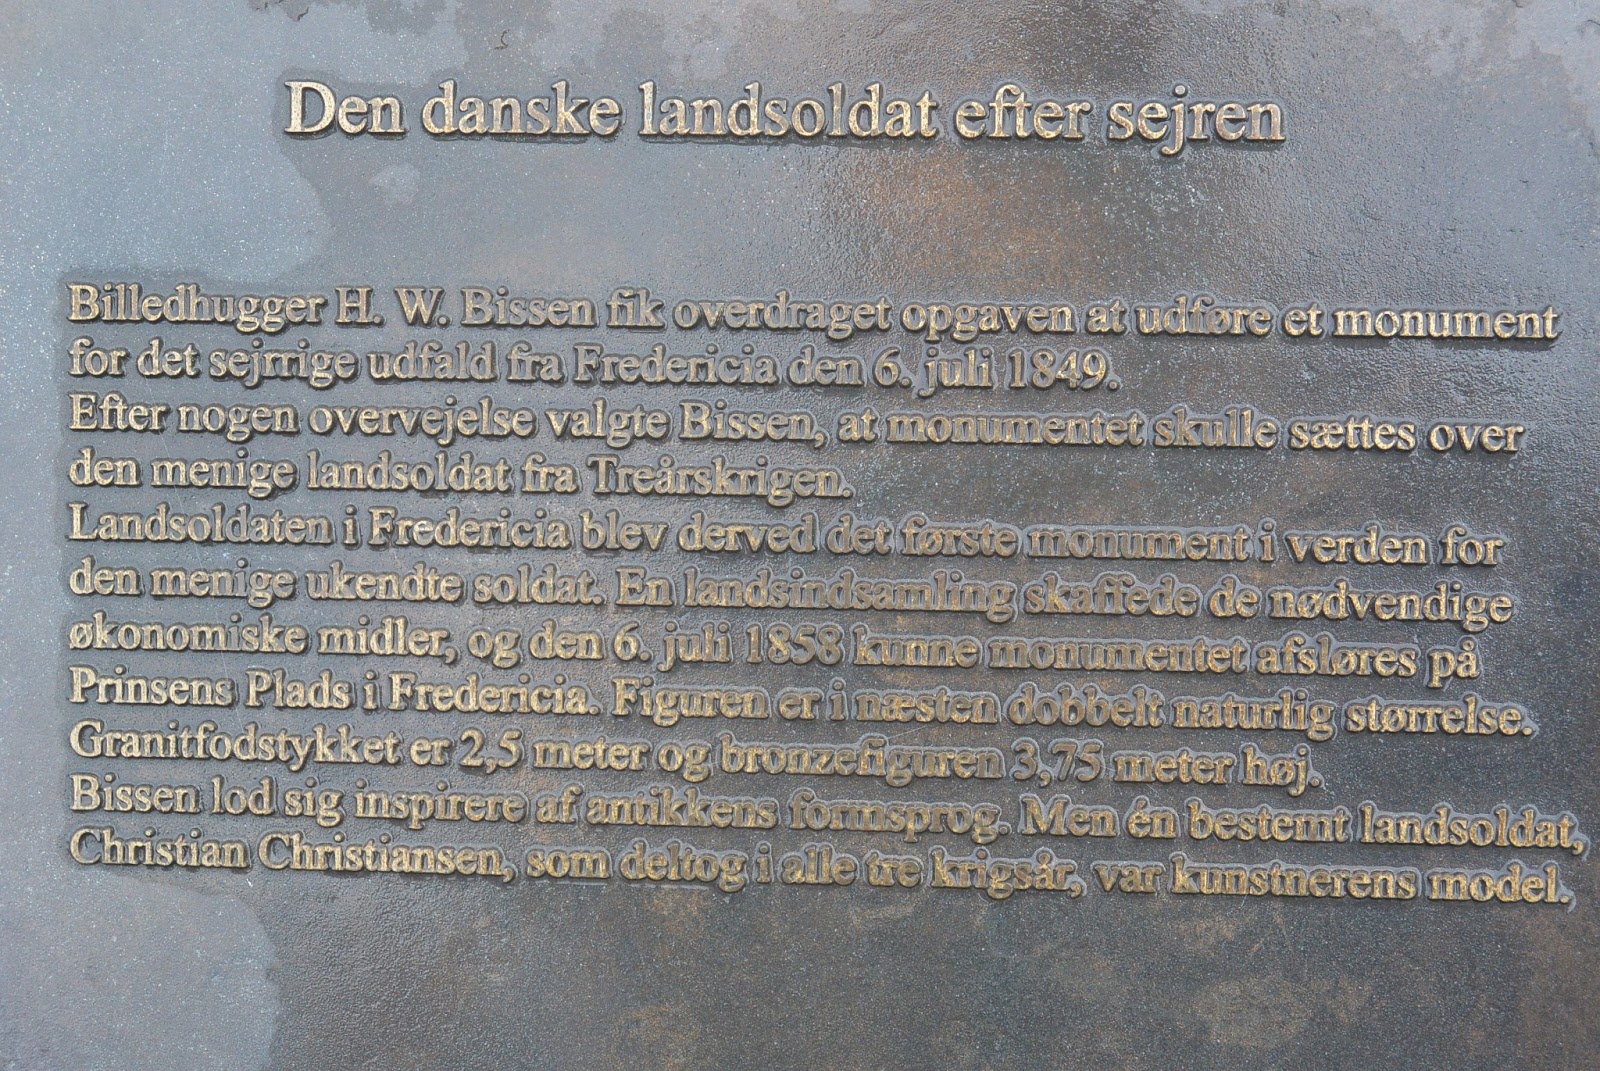 Den danske landsoldat efter sejren
Billedhugger H. W. Bissen fik overdraget opgaven at udføre et monument
for det sejrrige udfald fra Fredericia den 6. juli 1849.
Efter nogen overvejelse valgte Bissen, at monumentet skulle sættes over
den menige landsoldat fra Treårskrigen.
Landsoldaten i Fredericia blev derved det første monument i verden for
den menige ukendte soldat. En landsindsamling skaffede de nødvendige
økonomiske midler, og den 6. juli 1858 kunne monumentet afsløres på
Prinsens Plads i Fredericia. Figuren er i næsten dobbelt naturlig størrelse.
Granitfodstykket er 2,5 meter og bronzefiguren 3,75 meter høj.
Bissen lod sig inspirere af antikkens formsprog. Men én bestemt landsoldat,
Christian Christiansen, som deltog i alle tre krigsår, var kunstnerens model.